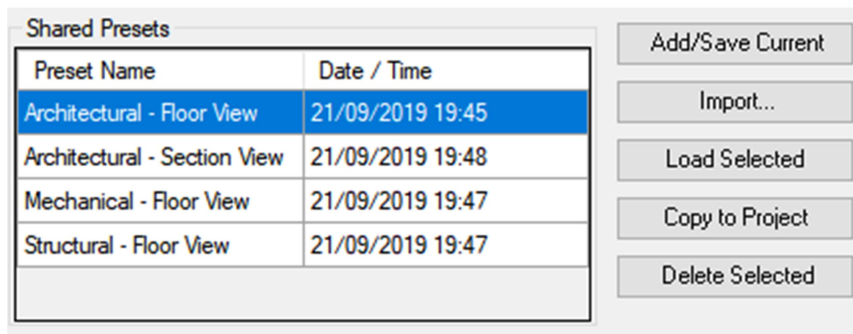 Shared Presets
Preset Name Date / Time
Architectural - Floor View 21/09/2019 19:45
Architectural - Section View 21/09/2019 19:48
Mechanical - Floor View 21/09/2019 19:47
Structural - Floor View 21/09/2019 19:47
Add/Save Current
Import...
Load Selected
Copy to Project
Delete Selected